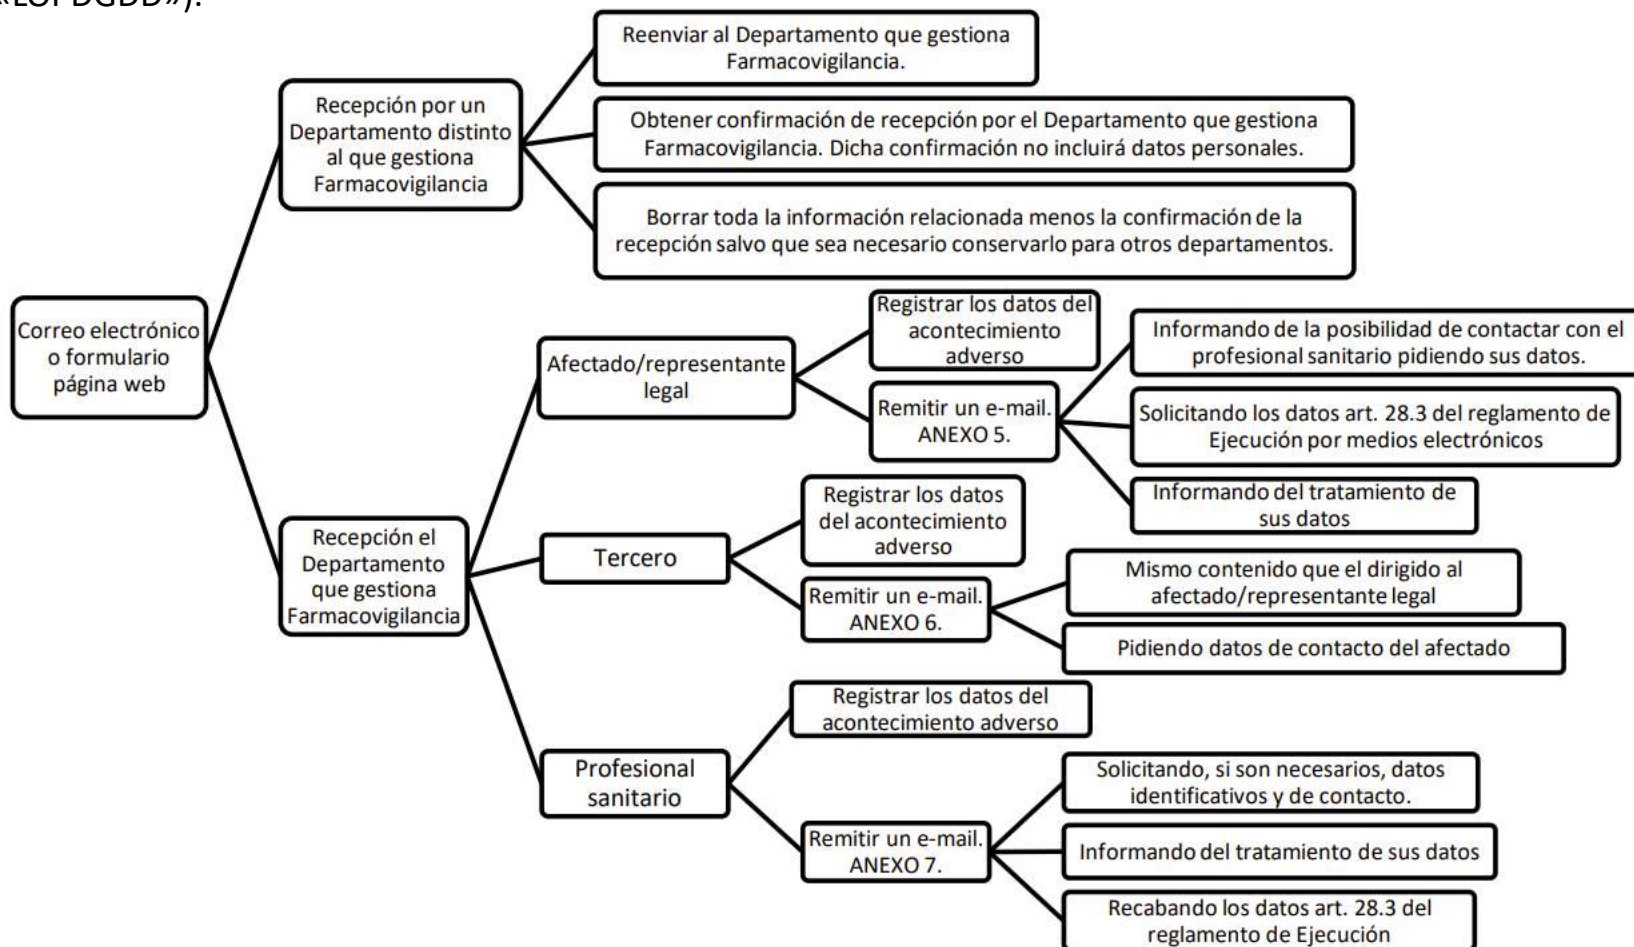 «LOPDGDD»).
Reenviar al Departamento que gestiona
Farmacovigilancia.
Recepción por un
Departamento distinto
al que gestiona
Farmacovigilancia
Obtener confirmación de recepción por el Departamento que gestiona
Farmacovigilancia. Dicha confirmación no incluirá datos personales.
Borrar toda la información relacionada menos la confirmación de la
recepción salvo que sea necesario conservarlo para otros departamentos.
Correo electrónico
o formulario
página web
Afectado/representante
legal
Registrar los datos del
acontecimiento
adverso
Remitir un e-mail.
ANEXO 5.
Informando de la posibilidad de contactar con el
profesional sanitario pidiendo sus datos.
Solicitando los datos art. 28.3 del reglamento de
Ejecución por medios electrónicos
Informando del tratamiento de
sus datos
Recepción el
Departamento
que gestiona
Farmacovigilancia
Tercero
Registrar los datos
del acontecimiento
adverso
Remitir un e-mail.
ANEXO 6.
Mismo contenido que el dirigido al
afectado/representante legal
Pidiendo datos de contacto del afectado
Profesional
sanitario
Registrar los datos del
acontecimiento adverso
Remitir un e-mail.
ANEXO 7.
Solicitando, si son necesarios, datos
identificativos y de contacto.
Informando del tratamiento de sus datos
Recabando los datos art. 28.3 del
reglamento de Ejecución